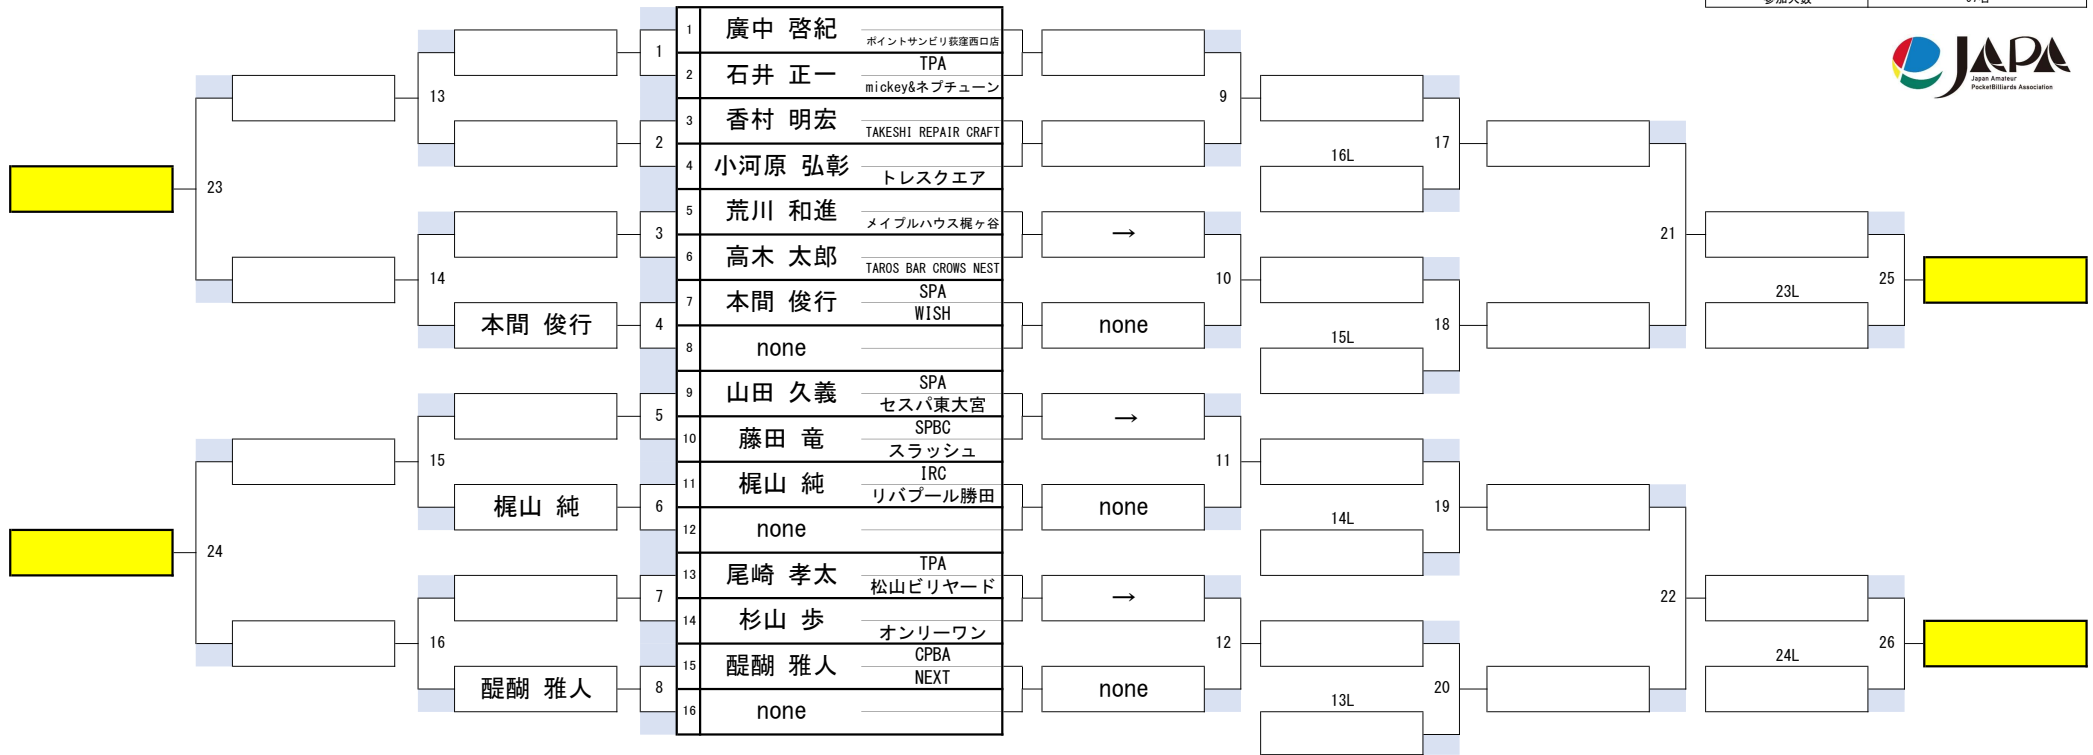 JAPA
Japan Amateur
PocketBilliards Association
1 廣中 啓紀 ポイントサンビリ荻窪西口店
2 石井 正一 TPA
mickey&ネプチューン
3 香村 明宏 TAKESHI REPAIR CRAFT
4 小河原 弘彰 トレスクエア
5 荒川 和進 メイプルハウス梶ヶ谷
6 高木 太郎 TAROS BAR CROWS NEST
7 本間 俊行 SPA
WISH
8 none
9 山田 久義 SPA
セスパ東大宮
10 藤田 竜 SPBC
スラッシュ
11 梶山 純 IRC
リバプール勝田
12 none
13 尾崎 孝太 TPA
松山ビリヤード
14 杉山 歩 オンリーワン
15 醍醐 雅人 CPBA
NEXT
16 none
1
2
3
4
5
6
7
8
本間 俊行
梶山 純
醍醐 雅人
13
14
15
16
23
24
→
none
→
none
→
none
9
10
11
12
16L
15L
14L
13L
17
18
19
20
21
22
23L
24L
25
26